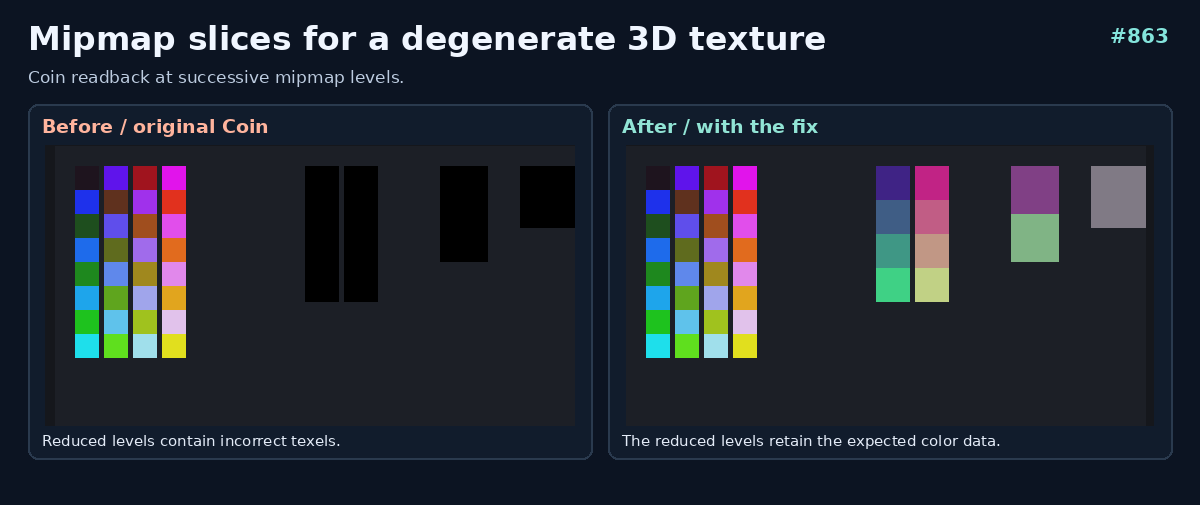 Mipmap slices for a degenerate 3D texture
#863
Coin readback at successive mipmap levels.
Before / original Coin
After / with the fix
Reduced levels contain incorrect texels.
The reduced levels retain the expected color data.